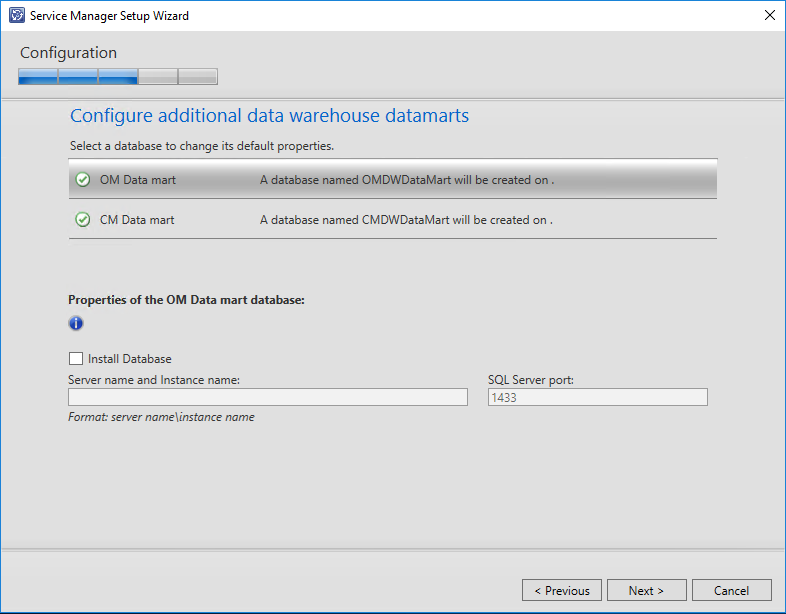 Service Manager Setup Wizard
Configuration
Configure additional data warehouse datamarts
Select a database to change its default properties.
OM Data mart A database named OMDWDataMart will be created on .
CM Data mart A database named CMDWDataMart will be created on .
Properties of the OM Data mart database:
Install Database
Server name and Instance name: SQL Server port:
1433
Format: server name\instance name
< Previous Next > Cancel